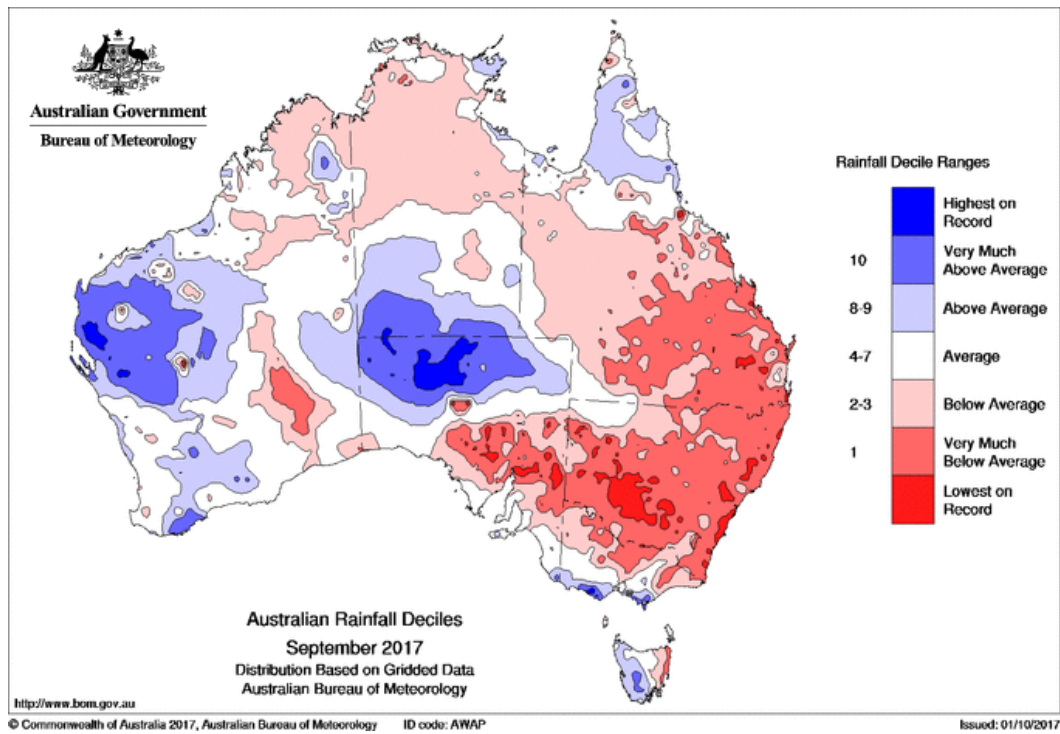 Australian Government
Bureau of Meteorology
Rainfall Decile Ranges
Highest on
Record
10
Very Much
Above Average
8-9
Above Average
4-7
Average
2-3
Below Average
1
Very Much
Below Average
Lowest on
Record
Australian Rainfall Deciles
September 2017
Distribution Based on Gridded Data
Australian Bureau of Meteorology
http://www.bom.gov.au
© Commonwealth of Australia 2017, Australian Bureau of Meteorology ID code: AWAP Issued: 01/10/2017